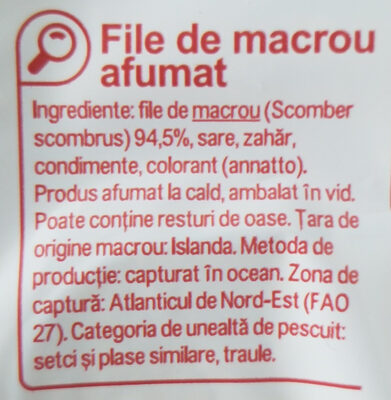 File de macrou
afumat
Ingrediente: file de macrou (Scomber
scombrus) 94,5%, sare, zahăr,
condimente, colorant (annatto).
Produs afumat la cald, ambalat în vid.
Poate conține resturi de oase. Țara de
origine macrou: Islanda. Metoda de
producție: capturat în ocean. Zona de
captură: Atlanticul de Nord-Est (FAO
27). Categoria de unealtă de pescuit:
setci și plase similare, traule.